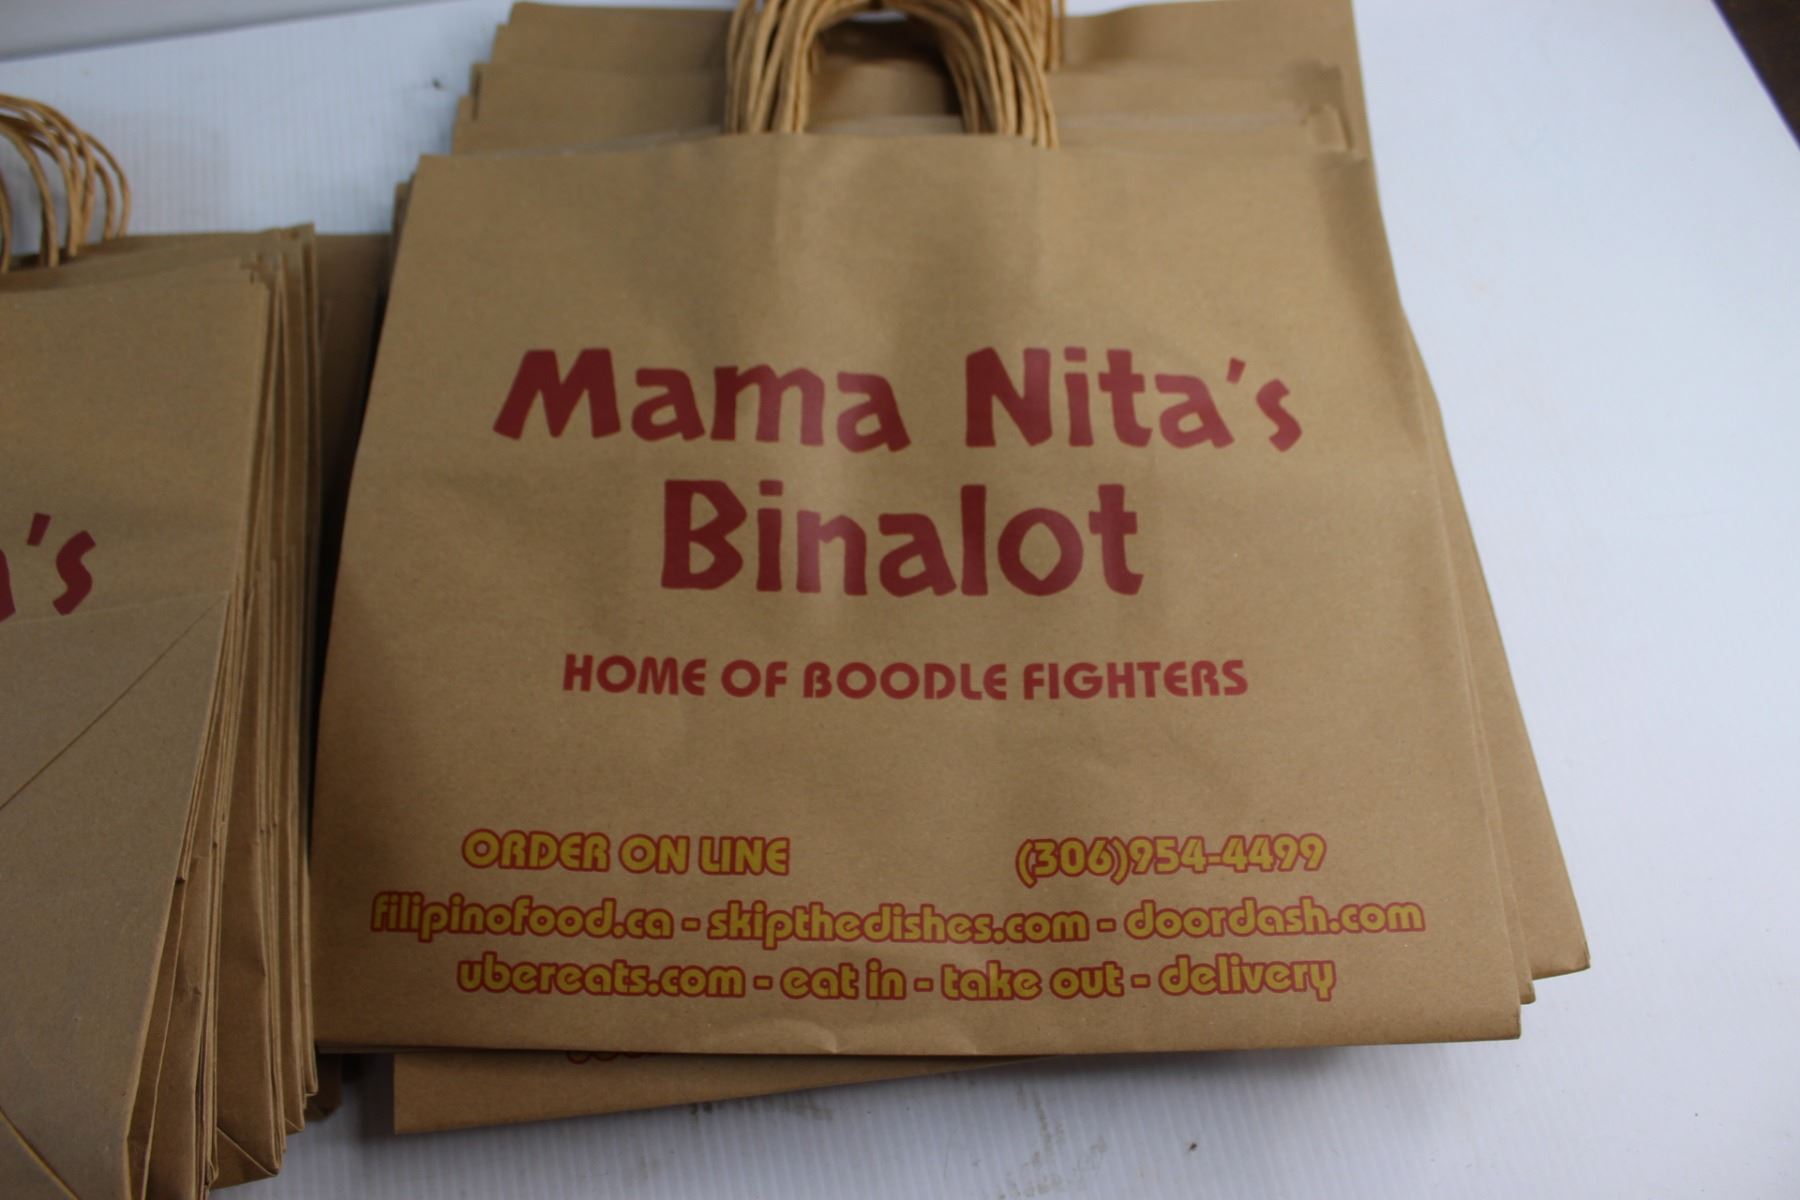 Mama Nita's
Binalot
HOME OF BOODLE FIGHTERS
ORDER ON LINE (306)954-4499
filipinofood.ca - skipthedishes.com - doordash.com
ubereats.com - eat in - take out - delivery
's